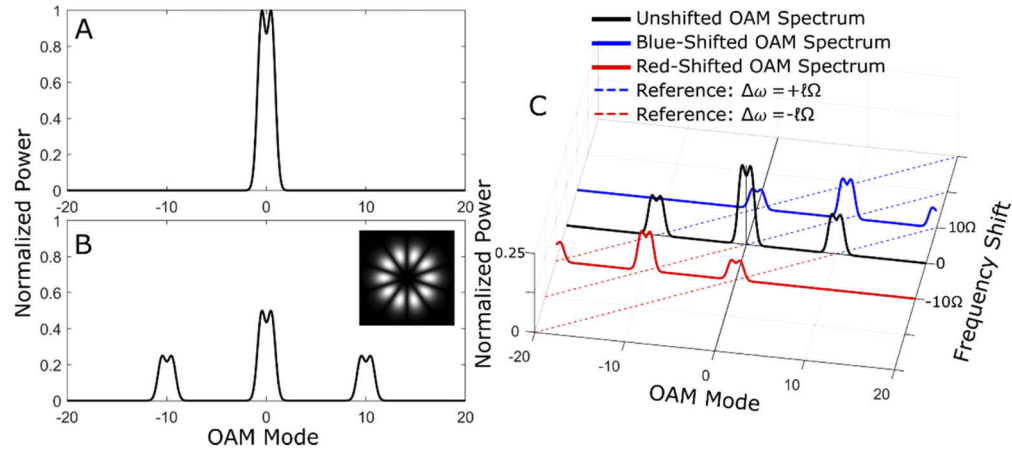 A
1
0.8
0.6
0.4
0.2
0
-20
-10
0
10
20
Normalized Power
B
1
0.8
0.6
0.4
0.2
0
-20
-10
0
10
20
OAM Mode
C
Unshifted OAM Spectrum
Blue-Shifted OAM Spectrum
Red-Shifted OAM Spectrum
Reference: Δω =+ℓΩ
Reference: Δω =-ℓΩ
Normalized Power
0.25
0
-20
-10
0
10
20
OAM Mode
10Ω
0
-10Ω
Frequency Shift